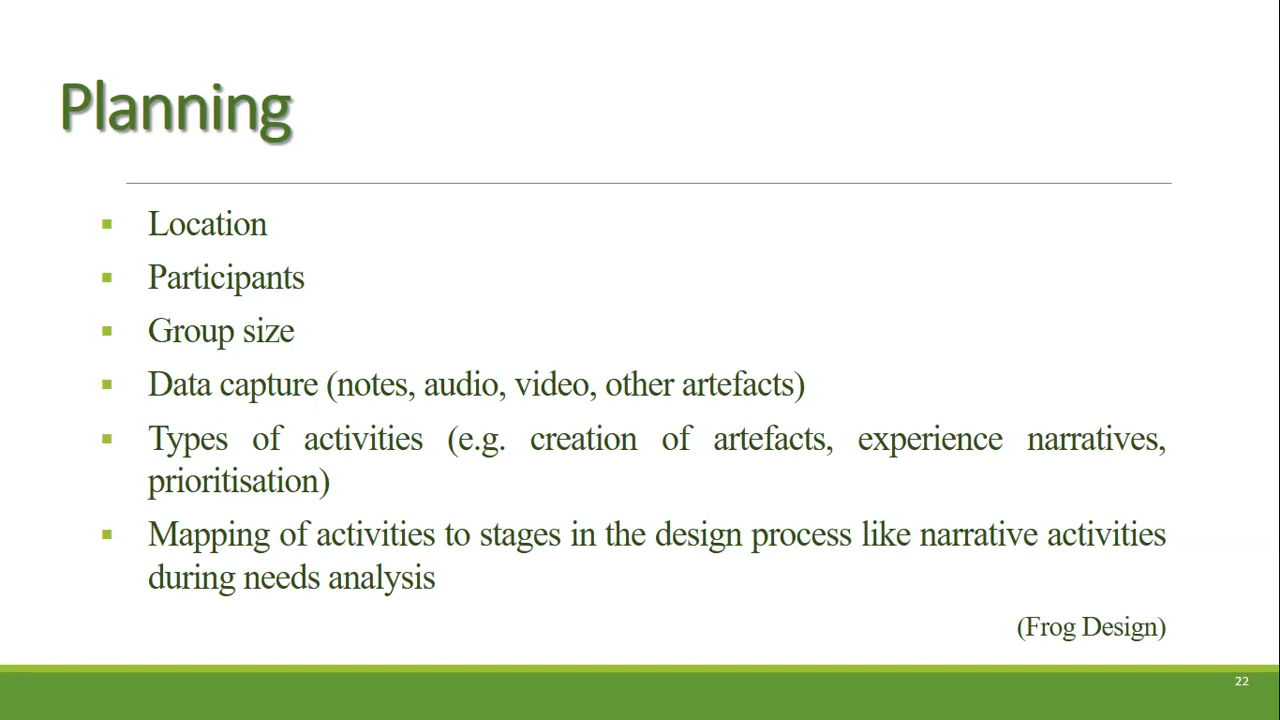 Planning
▪ Location
▪ Participants
▪ Group size
▪ Data capture (notes, audio, video, other artefacts)
▪ Types of activities (e.g. creation of artefacts, experience narratives,
prioritisation)
▪ Mapping of activities to stages in the design process like narrative activities
during needs analysis
(Frog Design)
22